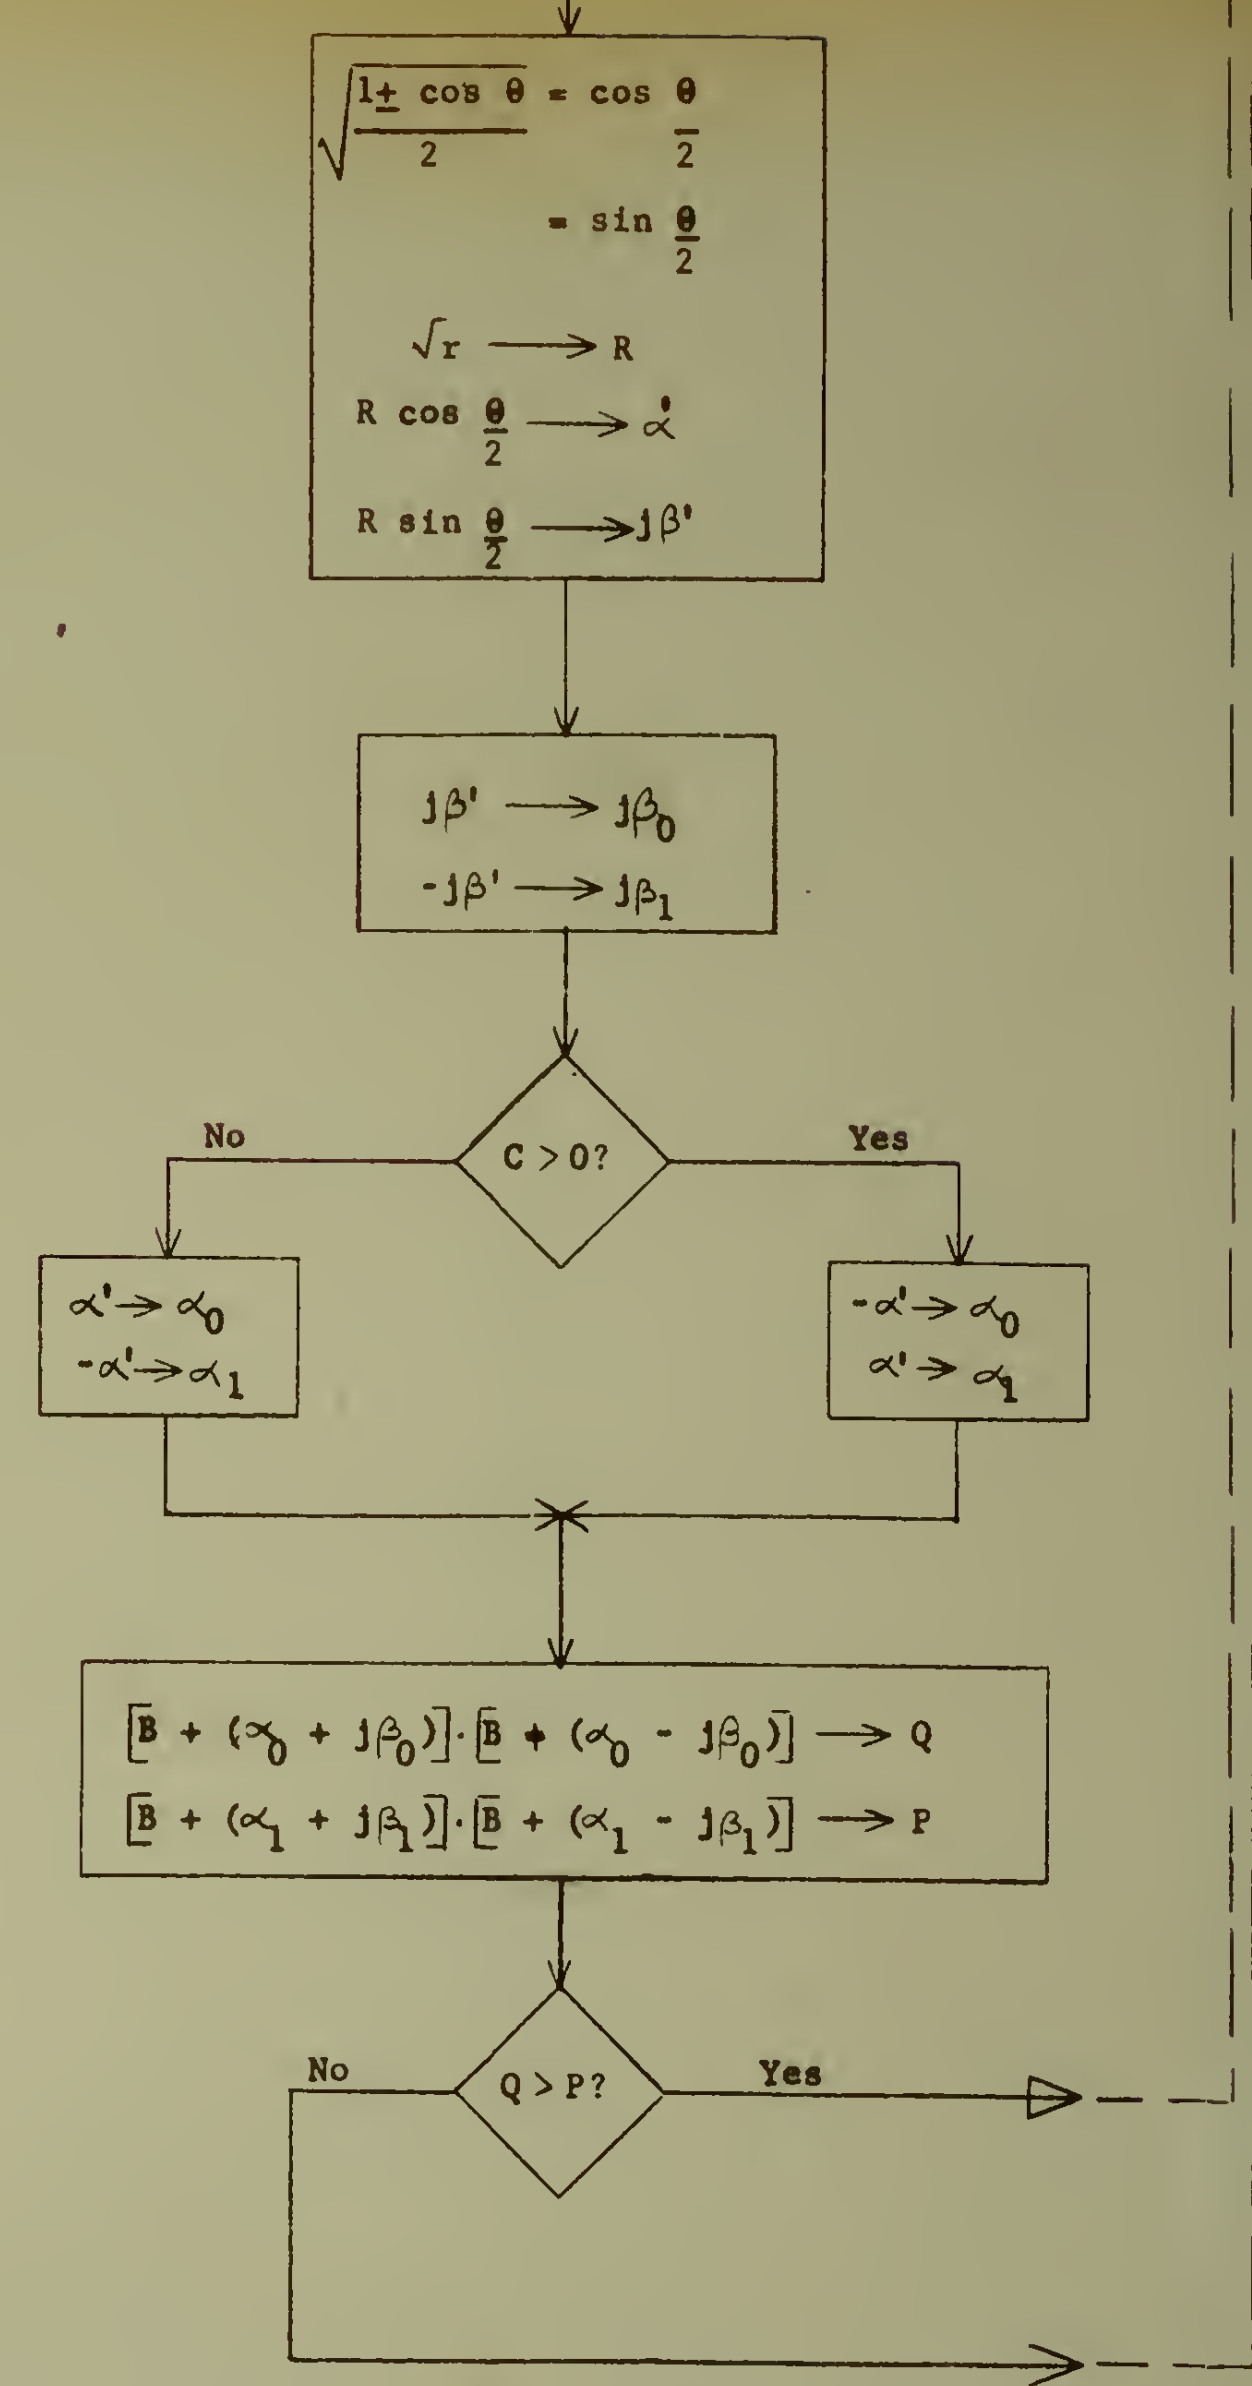 √1± cos θ = cos θ
2 2
= sin θ
2
√r ⟶ R
R cos θ ⟶ α'
2
R sin θ ⟶ jβ'
2
jβ' ⟶ jβ₀
-jβ' ⟶ jβ₁
No
C > 0?
Yes
α' → α₀
-α' → α₁
-α' → α₀
α' → α₁
[B + (α₀ + jβ₀)]·[B + (α₀ - jβ₀)] ⟶ Q
[B + (α₁ + jβ₁)]·[B + (α₁ - jβ₁)] ⟶ P
No
Q > P?
Yes